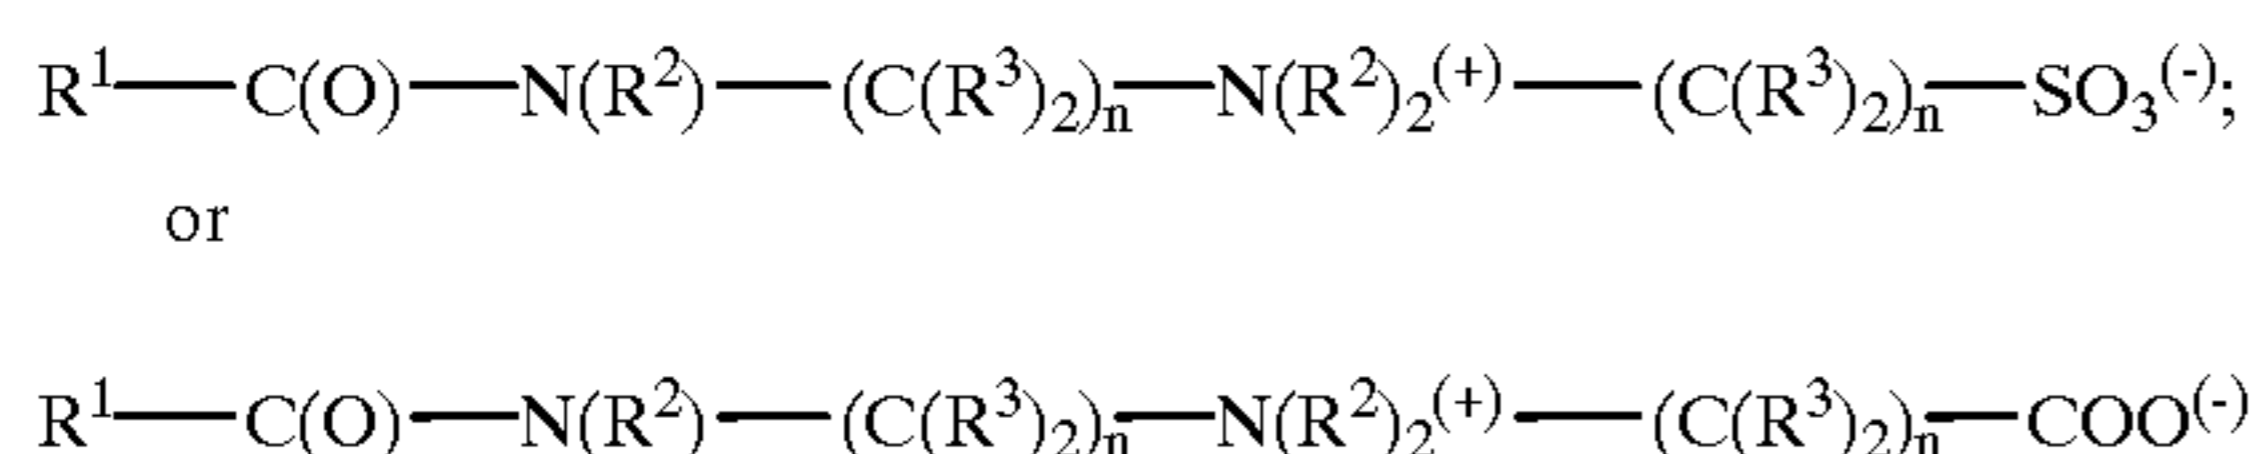 R¹—C(O)—N(R²)—(C(R³)₂)ₙ—N(R²)₂⁽⁺⁾—(C(R³)₂)ₙ—SO₃⁽⁻⁾;
or
R¹—C(O)—N(R²)—(C(R³)₂)ₙ—N(R²)₂⁽⁺⁾—(C(R³)₂)ₙ—COO⁽⁻⁾